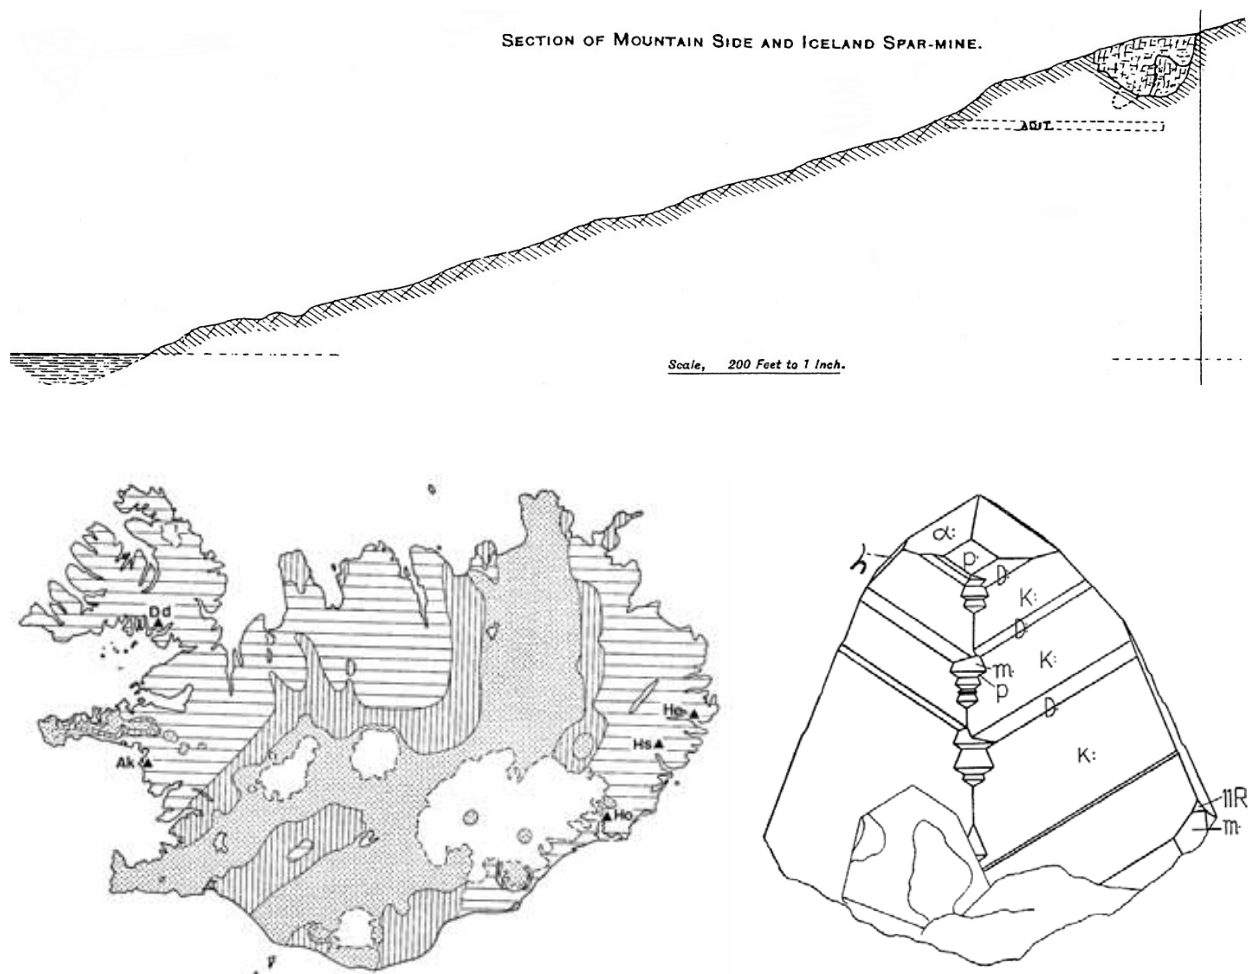 SECTION OF MOUNTAIN SIDE AND ICELAND SPAR-MINE.
ADIT
Scale, 200 Feet to 1 Inch.
Dd
He
Hs
Ak
Ho
α:
P
D
K:
D
K:
m
p
D
K:
ηR
m